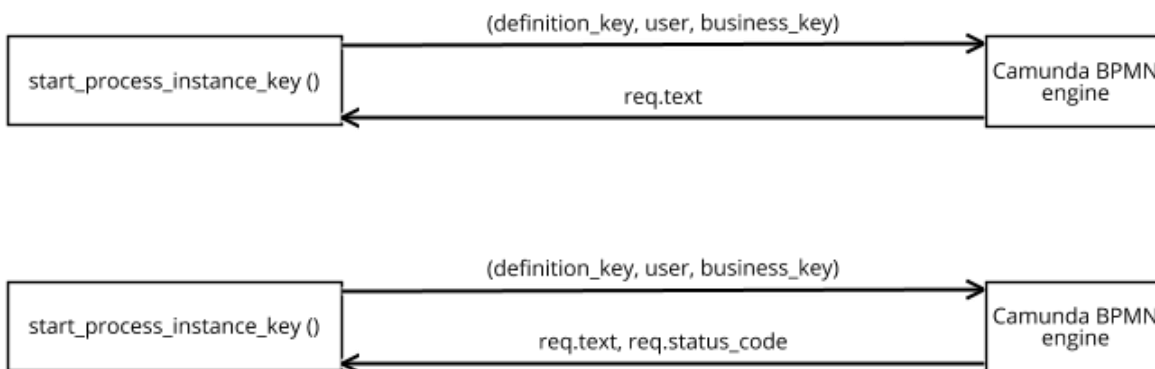 (definition_key, user, business_key)
start_process_instance_key ()
Camunda BPMN
engine
req.text
(definition_key, user, business_key)
start_process_instance_key ()
Camunda BPMN
engine
req.text, req.status_code